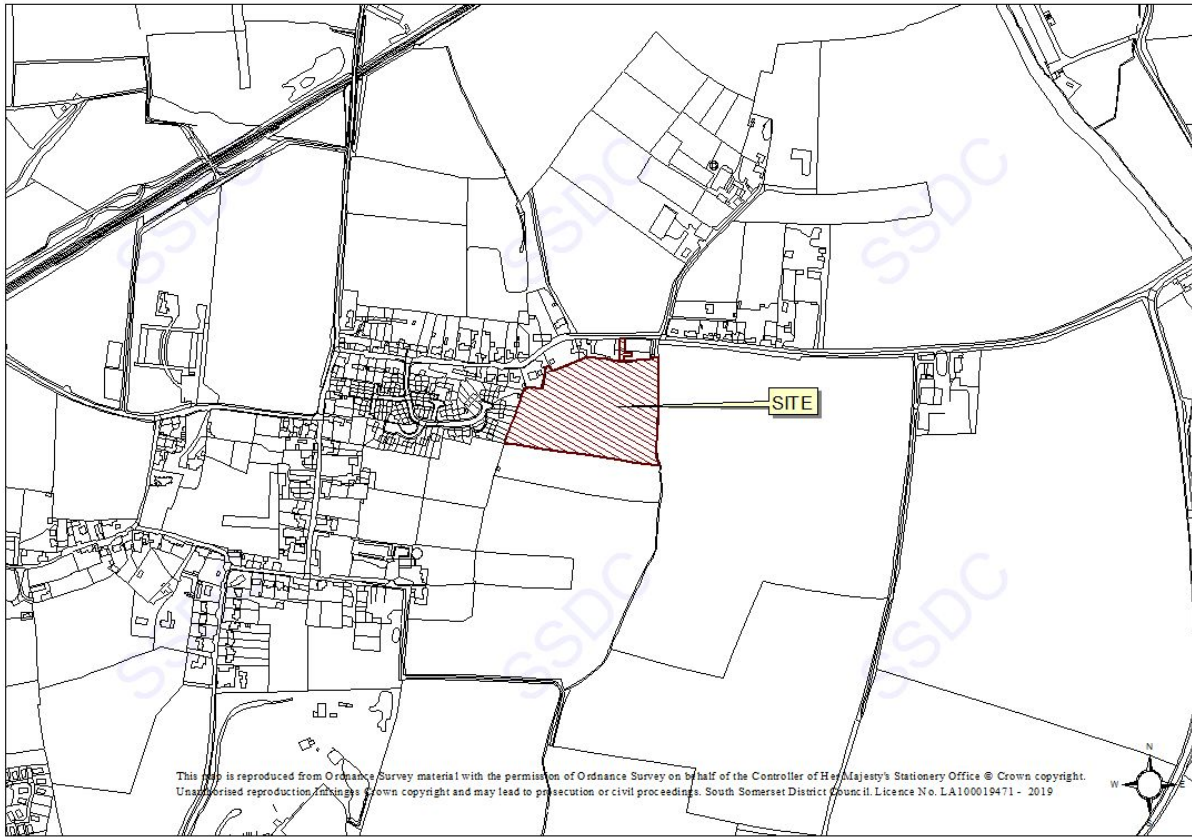 SSDC
SSDC
SSDC
SITE
SSDC
SSDC
SSDC
N
W E
S
This map is reproduced from Ordnance Survey material with the permission of Ordnance Survey on behalf of the Controller of Her Majesty's Stationery Office © Crown copyright.
Unauthorised reproduction Infringes Crown copyright and may lead to prosecution or civil proceedings. South Somerset District Council. Licence No. LA100019471 - 2019